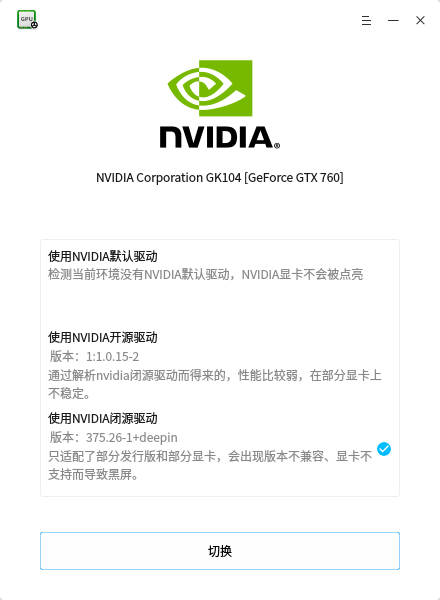 GPU
NVIDIA®
NVIDIA Corporation GK104 [GeForce GTX 760]
使用NVIDIA默认驱动
检测当前环境没有NVIDIA默认驱动，NVIDIA显卡不会被点亮
使用NVIDIA开源驱动
版本：1:1.0.15-2
通过解析nvidia闭源驱动而得来的，性能比较弱，在部分显卡上
不稳定。
使用NVIDIA闭源驱动
版本：375.26-1+deepin
只适配了部分发行版和部分显卡，会出现版本不兼容、显卡不
支持而导致黑屏。
切换